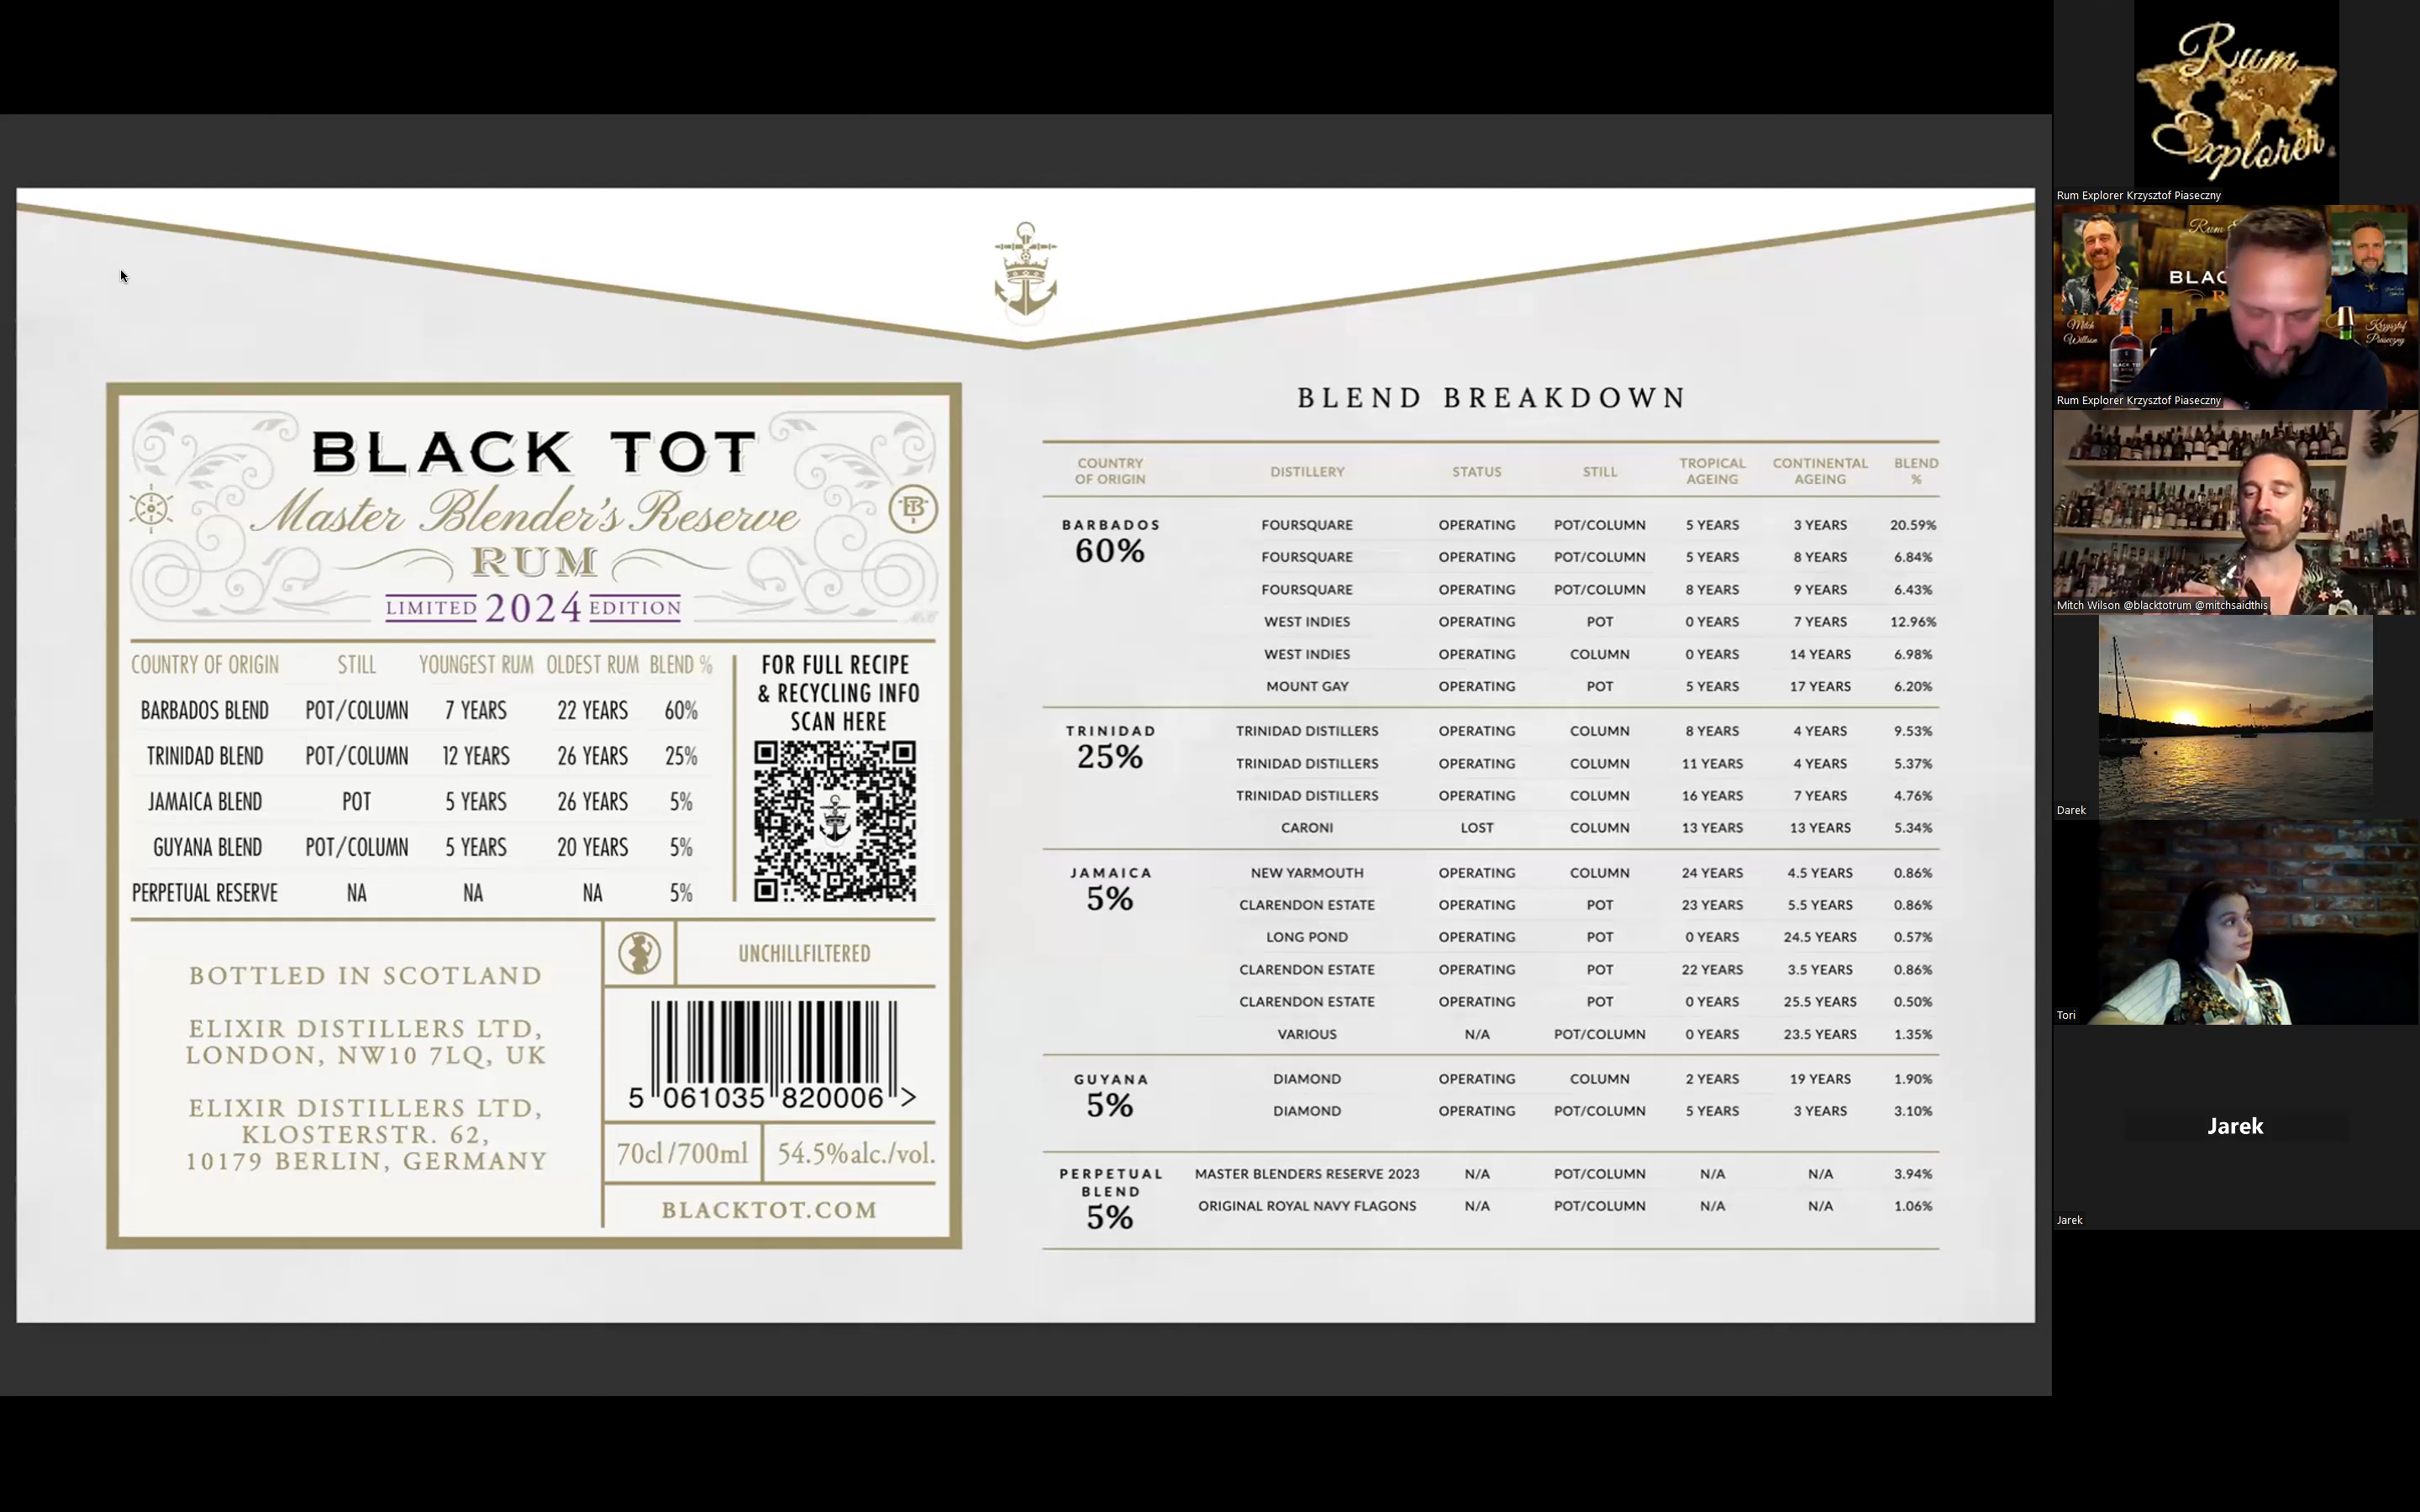 BLACK TOT
Master Blender's Reserve
RUM
LIMITED 2024 EDITION
COUNTRY OF ORIGIN STILL YOUNGEST RUM OLDEST RUM BLEND %
BARBADOS BLEND POT/COLUMN 7 YEARS 22 YEARS 60%
TRINIDAD BLEND POT/COLUMN 12 YEARS 26 YEARS 25%
JAMAICA BLEND POT 5 YEARS 26 YEARS 5%
GUYANA BLEND POT/COLUMN 5 YEARS 20 YEARS 5%
PERPETUAL RESERVE NA NA NA 5%
FOR FULL RECIPE
& RECYCLING INFO
SCAN HERE
BOTTLED IN SCOTLAND
ELIXIR DISTILLERS LTD,
LONDON, NW10 7LQ, UK
ELIXIR DISTILLERS LTD,
KLOSTERSTR. 62,
10179 BERLIN, GERMANY
UNCHILLFILTERED
5 061035 820006 >
70cl/700ml 54.5%alc./vol.
BLACKTOT.COM
BLEND BREAKDOWN
COUNTRY OF ORIGIN DISTILLERY STATUS STILL TROPICAL AGEING CONTINENTAL AGEING BLEND %
BARBADOS
60%
FOURSQUARE OPERATING POT/COLUMN 5 YEARS 3 YEARS 20.59%
FOURSQUARE OPERATING POT/COLUMN 5 YEARS 8 YEARS 6.84%
FOURSQUARE OPERATING POT/COLUMN 8 YEARS 9 YEARS 6.43%
WEST INDIES OPERATING POT 0 YEARS 7 YEARS 12.96%
WEST INDIES OPERATING COLUMN 0 YEARS 14 YEARS 6.98%
MOUNT GAY OPERATING POT 5 YEARS 17 YEARS 6.20%
TRINIDAD
25%
TRINIDAD DISTILLERS OPERATING COLUMN 8 YEARS 4 YEARS 9.53%
TRINIDAD DISTILLERS OPERATING COLUMN 11 YEARS 4 YEARS 5.37%
TRINIDAD DISTILLERS OPERATING COLUMN 16 YEARS 7 YEARS 4.76%
CARONI LOST COLUMN 13 YEARS 13 YEARS 5.34%
JAMAICA
5%
NEW YARMOUTH OPERATING COLUMN 24 YEARS 4.5 YEARS 0.86%
CLARENDON ESTATE OPERATING POT 23 YEARS 5.5 YEARS 0.86%
LONG POND OPERATING POT 0 YEARS 24.5 YEARS 0.57%
CLARENDON ESTATE OPERATING POT 22 YEARS 3.5 YEARS 0.86%
CLARENDON ESTATE OPERATING POT 0 YEARS 25.5 YEARS 0.50%
VARIOUS N/A POT/COLUMN 0 YEARS 23.5 YEARS 1.35%
GUYANA
5%
DIAMOND OPERATING COLUMN 2 YEARS 19 YEARS 1.90%
DIAMOND OPERATING POT/COLUMN 5 YEARS 3 YEARS 3.10%
PERPETUAL
BLEND
5%
MASTER BLENDERS RESERVE 2023 N/A POT/COLUMN N/A N/A 3.94%
ORIGINAL ROYAL NAVY FLAGONS N/A POT/COLUMN N/A N/A 1.06%
Rum
Explorer
Rum Explorer Krzysztof Piaseczny
Rum
BLAC
R
Mitch
Willson
Krzysztof
Piaseczny
BLACK TOT
Rum Explorer Krzysztof Piaseczny
Mitch Wilson @blacktotrum @mitchsaidthis
Darek
Tori
Jarek
Jarek